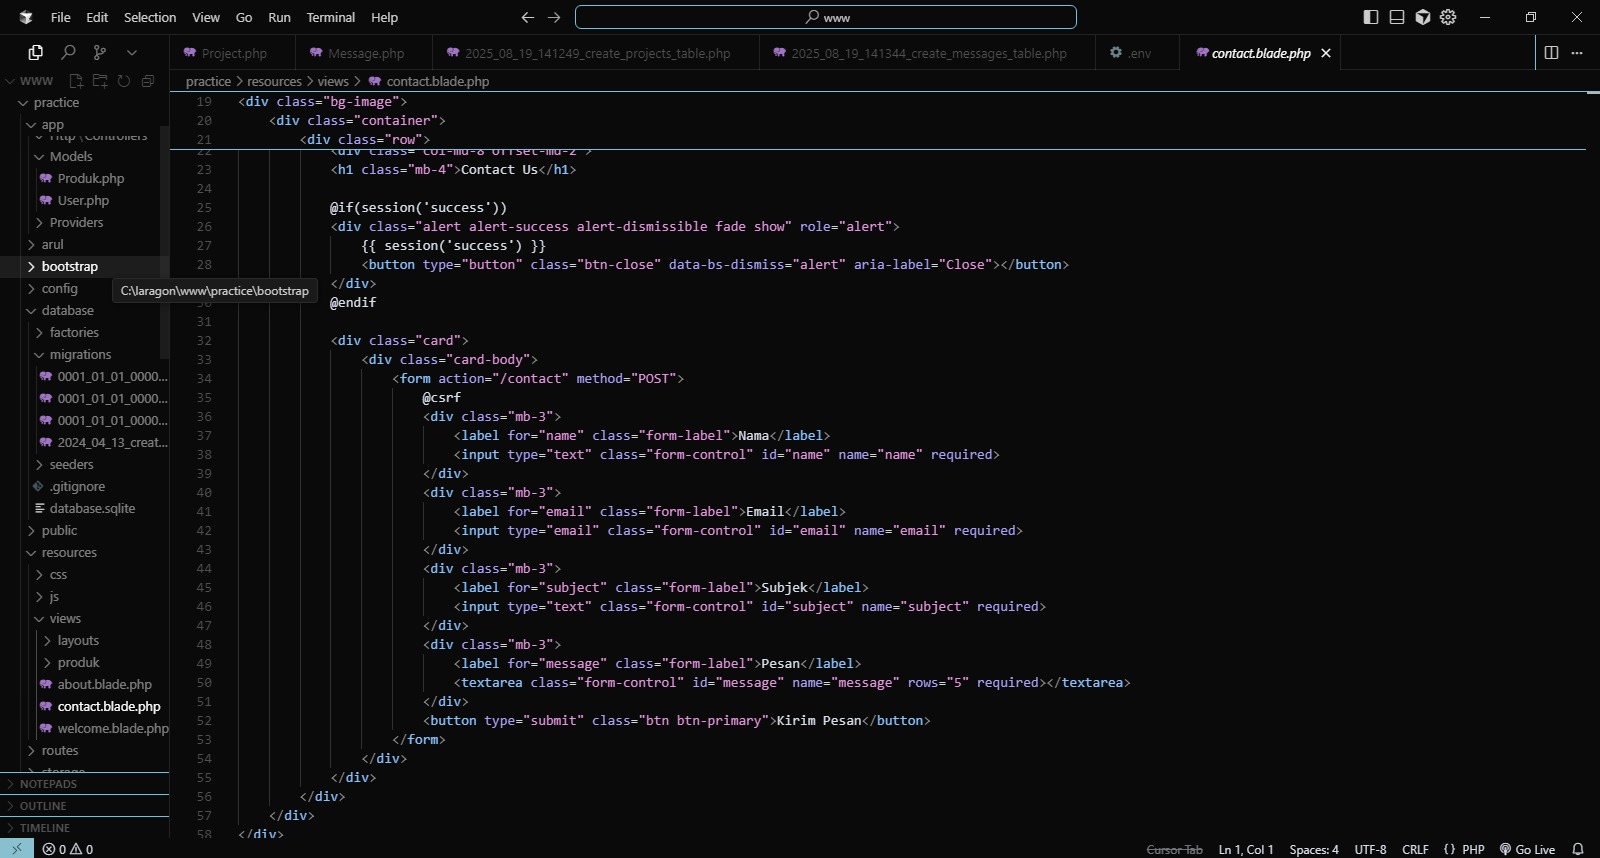 File Edit Selection View Go Run Terminal Help
www
Project.php
Message.php
2025_08_19_141249_create_projects_table.php
2025_08_19_141344_create_messages_table.php
.env
contact.blade.php
WWW
practice > resources > views > contact.blade.php
practice
app
Http \ Controllers
Models
Produk.php
User.php
Providers
arul
bootstrap
config
C:\laragon\www\practice\bootstrap
database
factories
migrations
0001_01_01_0000...
0001_01_01_0000...
0001_01_01_0000...
2024_04_13_creat...
seeders
.gitignore
database.sqlite
public
resources
css
js
views
layouts
produk
about.blade.php
contact.blade.php
welcome.blade.php
routes
storage
NOTEPADS
OUTLINE
TIMELINE
19 <div class="bg-image">
20 <div class="container">
21 <div class="row">
22 <div class="col-md-8 offset-md-2">
23 <h1 class="mb-4">Contact Us</h1>
24
25 @if(session('success'))
26 <div class="alert alert-success alert-dismissible fade show" role="alert">
27 {{ session('success') }}
28 <button type="button" class="btn-close" data-bs-dismiss="alert" aria-label="Close"></button>
</div>
30 @endif
31
32 <div class="card">
33 <div class="card-body">
34 <form action="/contact" method="POST">
35 @csrf
36 <div class="mb-3">
37 <label for="name" class="form-label">Nama</label>
38 <input type="text" class="form-control" id="name" name="name" required>
39 </div>
40 <div class="mb-3">
41 <label for="email" class="form-label">Email</label>
42 <input type="email" class="form-control" id="email" name="email" required>
43 </div>
44 <div class="mb-3">
45 <label for="subject" class="form-label">Subjek</label>
46 <input type="text" class="form-control" id="subject" name="subject" required>
47 </div>
48 <div class="mb-3">
49 <label for="message" class="form-label">Pesan</label>
50 <textarea class="form-control" id="message" name="message" rows="5" required></textarea>
51 </div>
52 <button type="submit" class="btn btn-primary">Kirim Pesan</button>
53 </form>
54 </div>
55 </div>
56 </div>
57 </div>
58 </div>
0 0
Cursor Tab Ln 1, Col 1 Spaces: 4 UTF-8 CRLF {} PHP Go Live